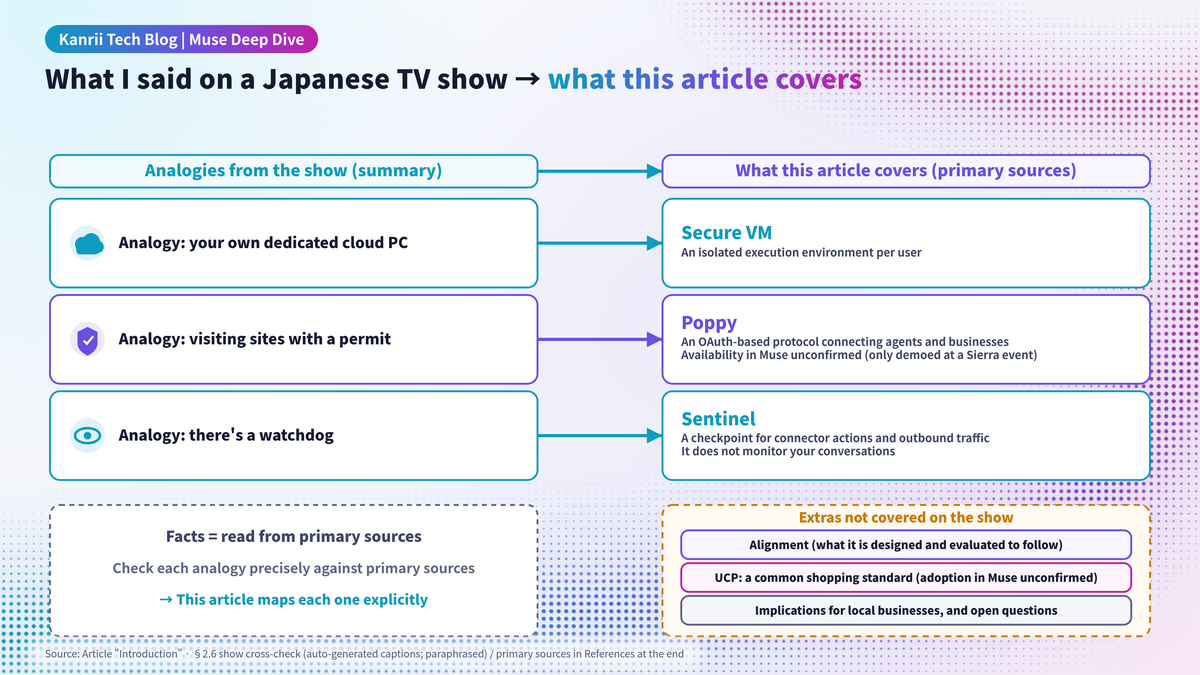 Kanrii Tech Blog | Muse Deep Dive
What I said on a Japanese TV show → what this article covers
Analogies from the show (summary)
What this article covers (primary sources)
Analogy: your own dedicated cloud PC
Secure VM
An isolated execution environment per user
Analogy: visiting sites with a permit
Poppy
An OAuth-based protocol connecting agents and businesses
Availability in Muse unconfirmed (only demoed at a Sierra event)
Analogy: there's a watchdog
Sentinel
A checkpoint for connector actions and outbound traffic
It does not monitor your conversations
Facts = read from primary sources
Check each analogy precisely against primary sources
→ This article maps each one explicitly
Extras not covered on the show
Alignment (what it is designed and evaluated to follow)
UCP: a common shopping standard (adoption in Muse unconfirmed)
Implications for local businesses, and open questions
Source: Article "Introduction" · § 2.6 show cross-check (auto-generated captions; paraphrased) / primary sources in References at the end